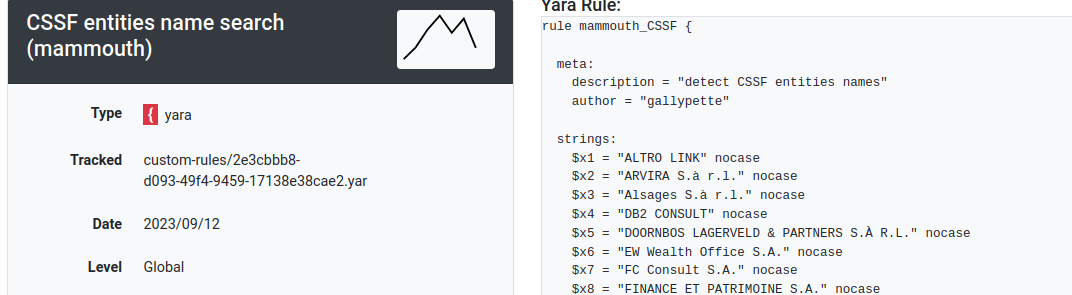 CSSF entities name search
(mammouth)
Type
{ yara
Tracked
custom-rules/2e3cbbb8-
d093-49f4-9459-17138e38cae2.yar
Date
2023/09/12
Level
Global
Yara Rule:
rule mammouth_CSSF {
meta:
description = "detect CSSF entities names"
author = "gallypette"
strings:
$x1 = "ALTRO LINK" nocase
$x2 = "ARVIRA S.à r.l." nocase
$x3 = "Alsages S.à r.l." nocase
$x4 = "DB2 CONSULT" nocase
$x5 = "DOORNBOS LAGERVELD & PARTNERS S.À R.L." nocase
$x6 = "EW Wealth Office S.A." nocase
$x7 = "FC Consult S.A." nocase
$x8 = "FINANCE ET PATRIMOINE S.A." nocase